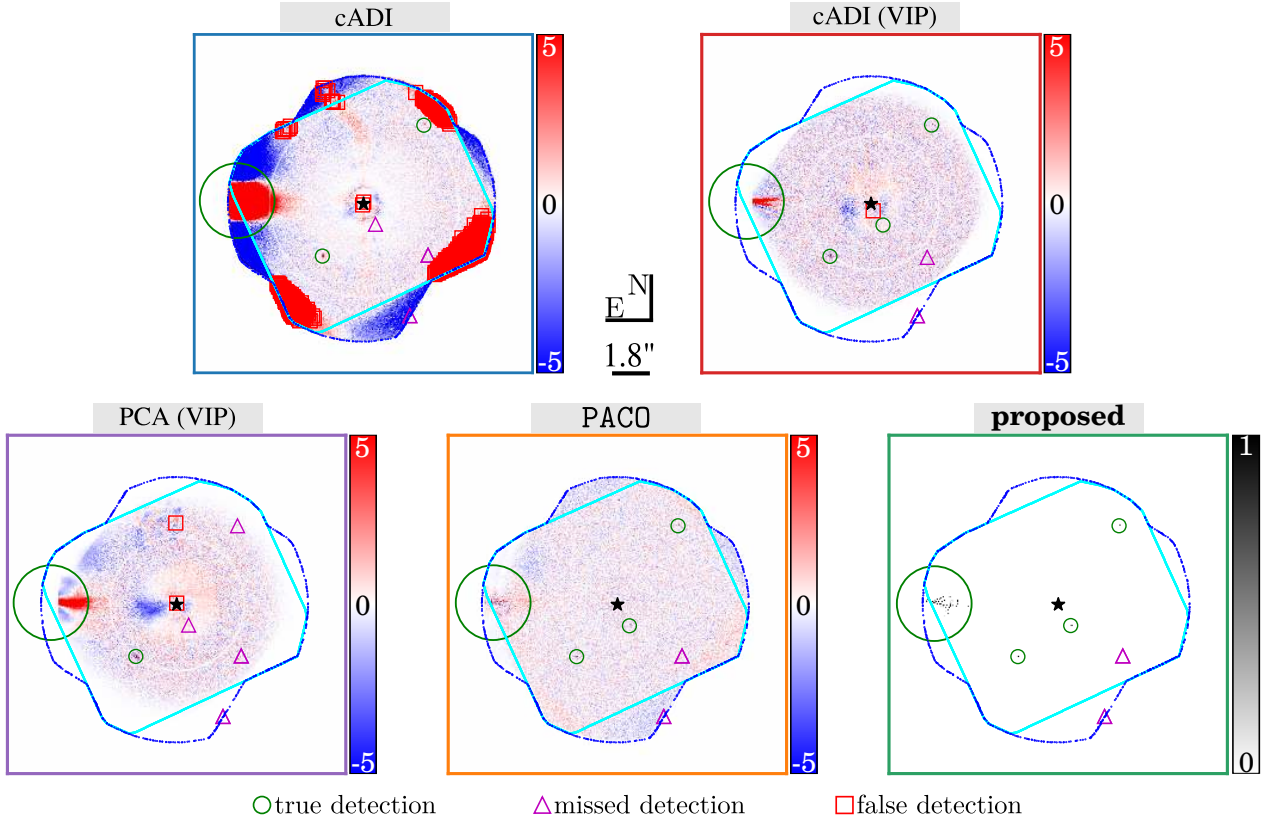 cADI
cADI (VIP)
5
0
-5
N
E
1.8"
5
0
-5
PCA (VIP)
PACO
proposed
5
0
-5
5
0
-5
1
0
true detection
missed detection
false detection